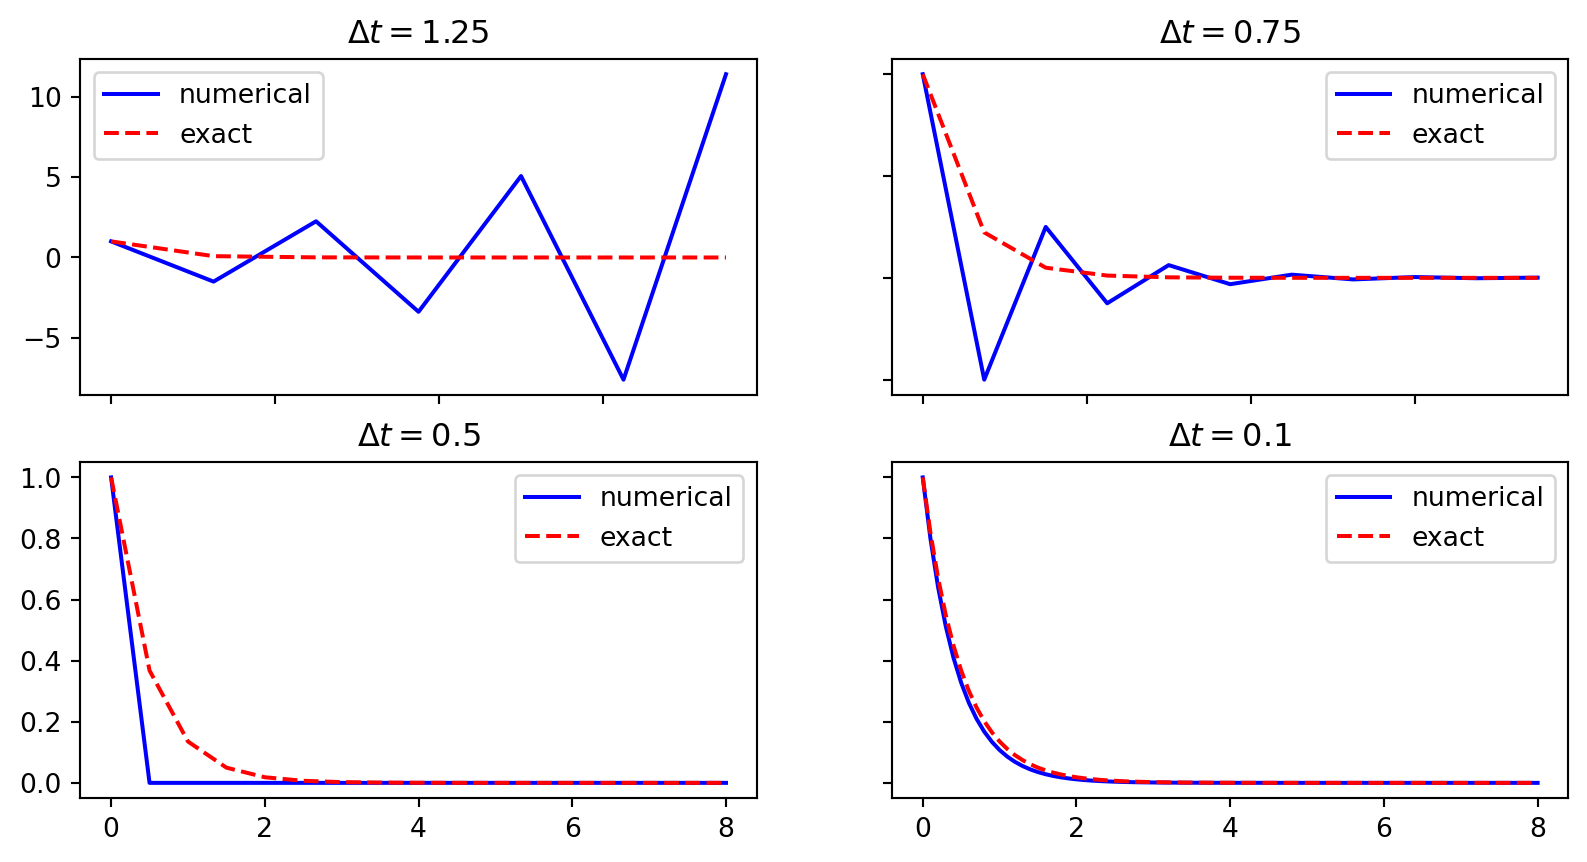 Δt = 1.25
numerical
exact
10
5
0
−5
Δt = 0.75
numerical
exact
Δt = 0.5
numerical
exact
1.0
0.8
0.6
0.4
0.2
0.0
0 2 4 6 8
Δt = 0.1
numerical
exact
0 2 4 6 8